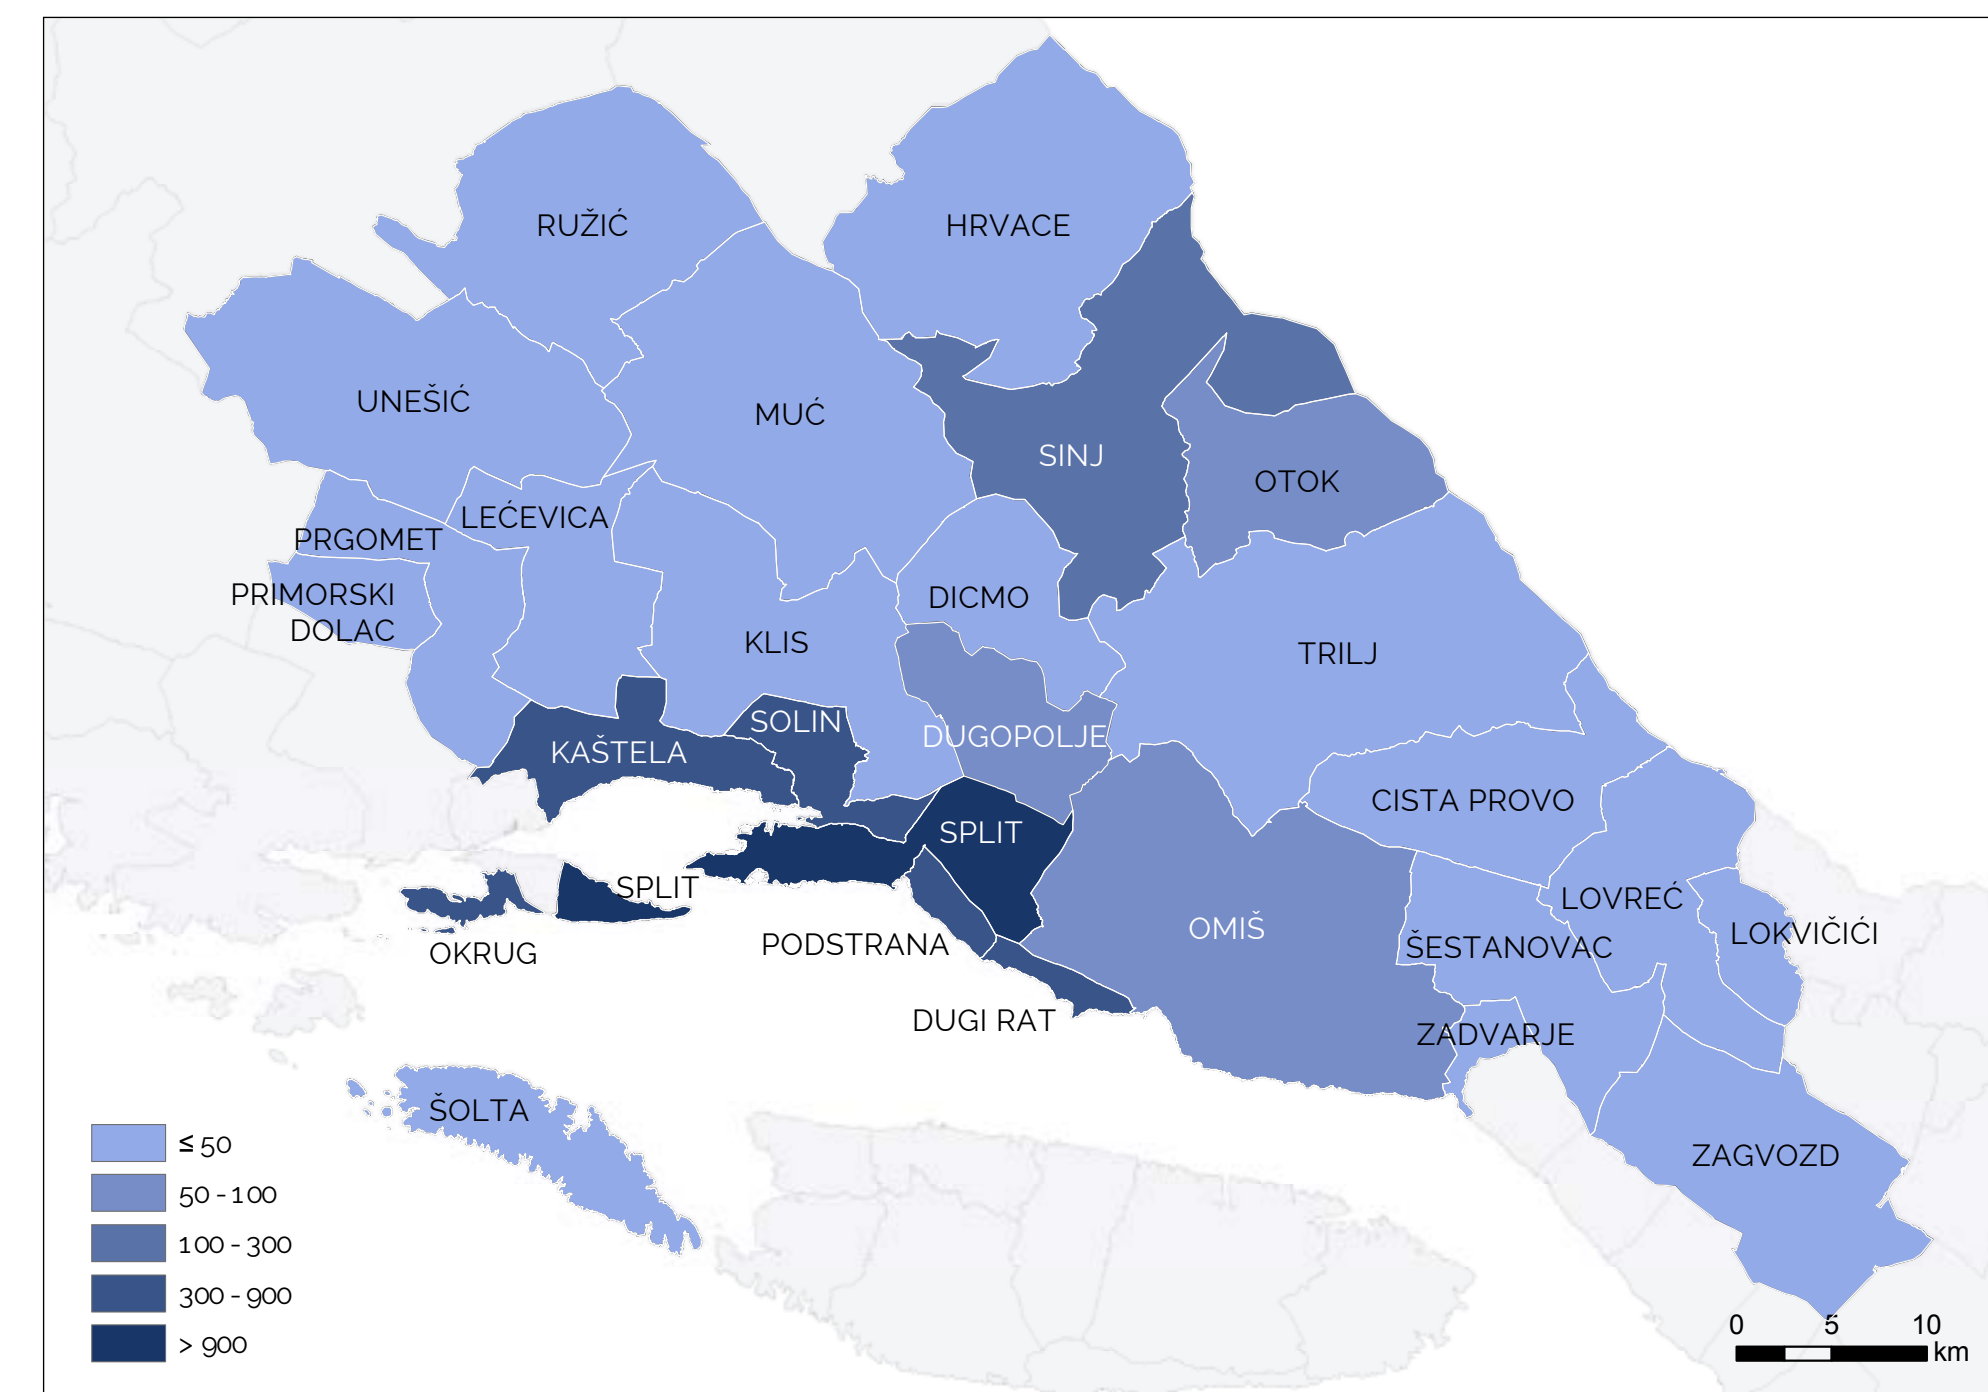 RUŽIĆ
HRVACE
UNEŠIĆ
MUĆ
SINJ
OTOK
LEĆEVICA
PRGOMET
PRIMORSKI
DOLAC
DICMO
KLIS
TRILJ
SOLIN
DUGOPOLJE
KAŠTELA
CISTA PROVO
SPLIT
SPLIT
LOVREĆ
OMIŠ
LOKVIČIĆI
PODSTRANA
ŠESTANOVAC
OKRUG
DUGI RAT
ZADVARJE
ŠOLTA
ZAGVOZD
≤ 50
50 - 100
100 - 300
300 - 900
> 900
0 5 10
km